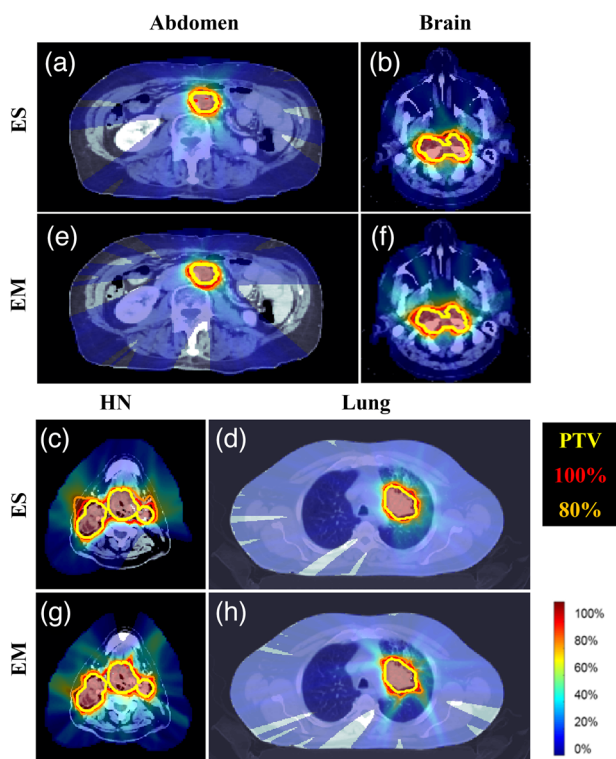 Abdomen Brain
ES (a) (b)
EM (e) (f)
HN Lung
ES (c) (d)
PTV
100%
80%
EM (g) (h)
100%
80%
60%
40%
20%
0%